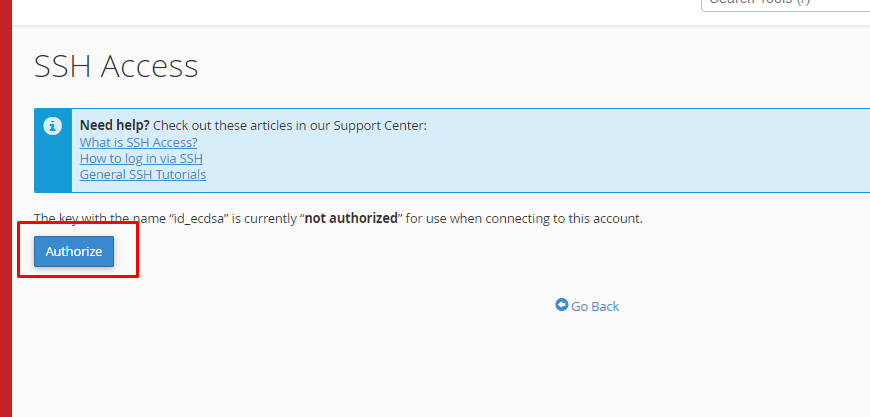 Search Tools (/)
SSH Access
Need help? Check out these articles in our Support Center:
What is SSH Access?
How to log in via SSH
General SSH Tutorials
The key with the name “id_ecdsa” is currently “not authorized” for use when connecting to this account.
Authorize
Go Back